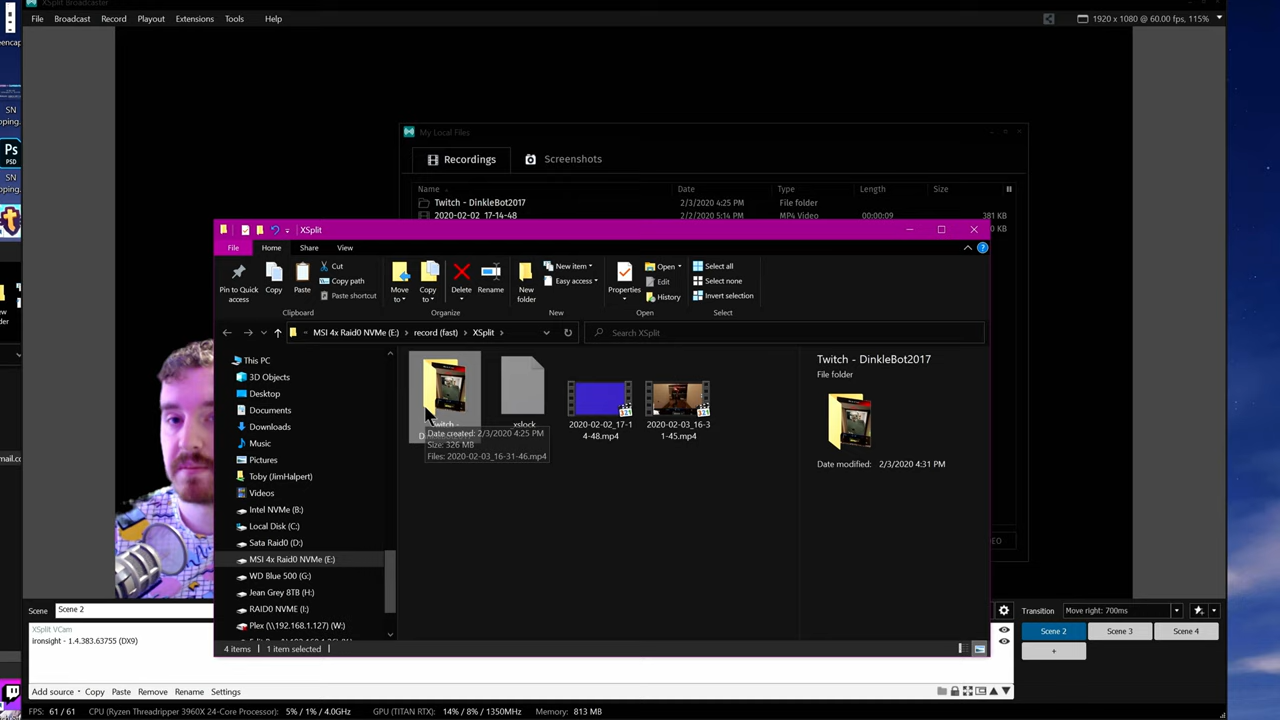 XSplit Broadcaster
File Broadcast Record Playout Extensions Tools Help
1920 x 1080 @ 60.00 fps, 115%
SN
pping.
Ps
PSD
SN
pping.
My Local Files
Recordings Screenshots
Name Date Type Length Size
Twitch - DinkleBot2017 2/3/2020 4:25 PM File folder
2020-02-02_17-14-48 2/2/2020 5:14 PM MP4 Video 00:00:09 381 KB
0 KB
XSplit
File Home Share View
Pin to Quick access
Copy
Paste
Cut
Copy path
Paste shortcut
Move to
Copy to
Delete
Rename
New folder
New item
Easy access
Properties
Open
Edit
History
Select all
Select none
Invert selection
Clipboard Organize New Open Select
MSI 4x Raid0 NVMe (E:) > record (fast) > XSplit >
Search XSplit
This PC
3D Objects
Desktop
Documents
Downloads
Music
Pictures
Toby (JimHalpert)
Videos
Intel NVMe (B:)
Local Disk (C:)
Sata Raid0 (D:)
MSI 4x Raid0 NVMe (E:)
WD Blue 500 (G:)
Jean Grey 8TB (H:)
RAID0 NVME (I:)
Plex (\\192.168.1.127) (W:)
xslock
2020-02-02_17-1
4-48.mp4
2020-02-03_16-3
1-45.mp4
Date created: 2/3/2020 4:25 PM
Size: 326 MB
Files: 2020-02-03_16-31-46.mp4
Twitch - DinkleBot2017
File folder
Date modified: 2/3/2020 4:31 PM
4 items 1 item selected
Scene Scene 2
XSplit VCam
ironsight - 1.4.383.63755 (DX9)
Transition Move right: 700ms
Scene 2 Scene 3 Scene 4
+
Add source Copy Paste Remove Rename Settings
FPS: 61 / 61 CPU (Ryzen Threadripper 3960X 24-Core Processor): 5% / 1% / 4.0GHz GPU (TITAN RTX): 14% / 8% / 1350MHz Memory: 813 MB